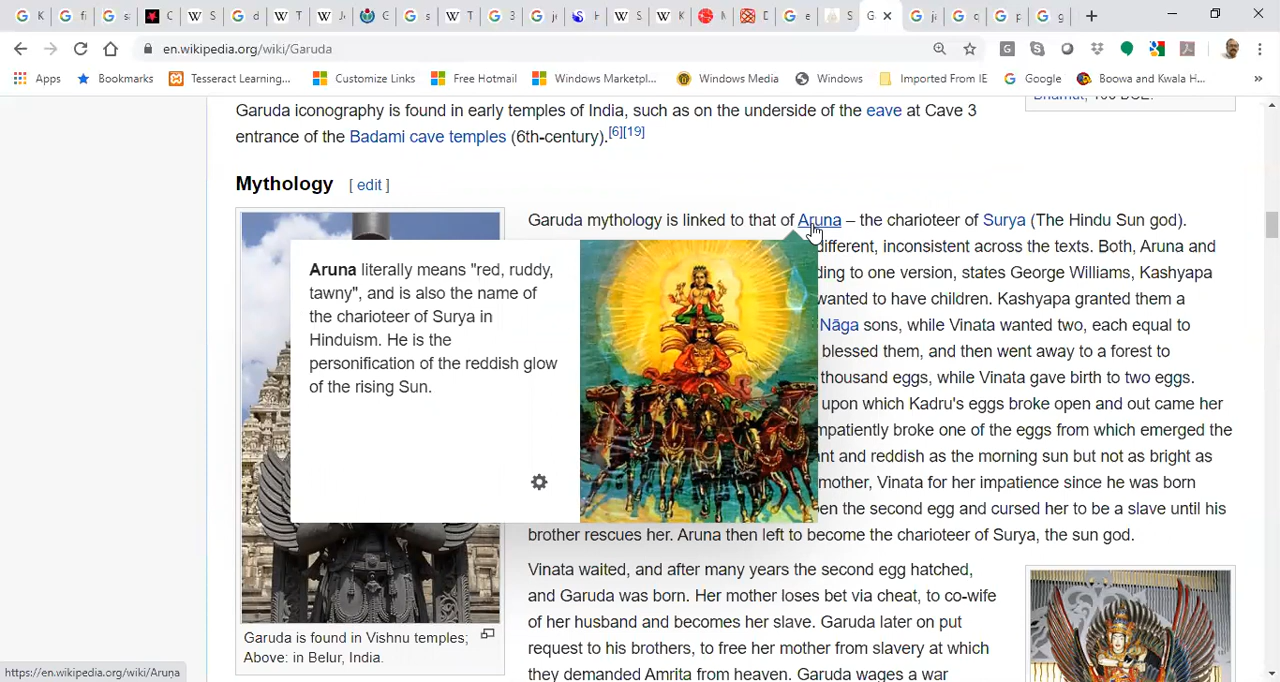 G G fi G si C W S G d W T W Je G s W T G 3 G je H W S W K M D G e S G G ja G q G p G g
en.wikipedia.org/wiki/Garuda
Apps Bookmarks Tesseract Learning... Customize Links Free Hotmail Windows Marketpl... Windows Media Windows Imported From IE Google Boowa and Kwala H... »
Garuda iconography is found in early temples of India, such as on the underside of the eave at Cave 3
entrance of the Badami cave temples (6th-century).[6][19]
Mythology [ edit ]
Garuda mythology is linked to that of Aruna – the charioteer of Surya (The Hindu Sun god).
different, inconsistent across the texts. Both, Aruna and
ding to one version, states George Williams, Kashyapa
wanted to have children. Kashyapa granted them a
Nāga sons, while Vinata wanted two, each equal to
blessed them, and then went away to a forest to
thousand eggs, while Vinata gave birth to two eggs.
upon which Kadru's eggs broke open and out came her
mpatiently broke one of the eggs from which emerged the
nt and reddish as the morning sun but not as bright as
mother, Vinata for her impatience since he was born
en the second egg and cursed her to be a slave until his
brother rescues her. Aruna then left to become the charioteer of Surya, the sun god.
Aruna literally means "red, ruddy,
tawny", and is also the name of
the charioteer of Surya in
Hinduism. He is the
personification of the reddish glow
of the rising Sun.
Vinata waited, and after many years the second egg hatched,
and Garuda was born. Her mother loses bet via cheat, to co-wife
of her husband and becomes her slave. Garuda later on put
request to his brothers, to free her mother from slavery at which
they demanded Amrita from heaven. Garuda wages a war
Garuda is found in Vishnu temples;
Above: in Belur, India.
https://en.wikipedia.org/wiki/Aruṇa